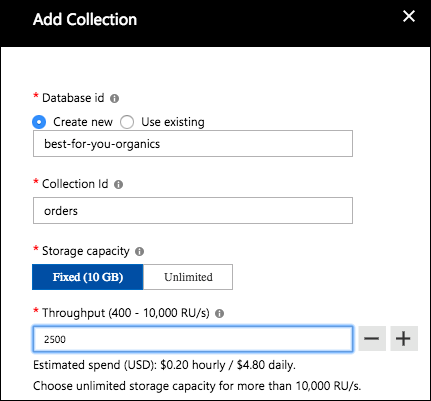 Add Collection
* Database id
Create new Use existing
best-for-you-organics
* Collection Id
orders
* Storage capacity
Fixed (10 GB) Unlimited
* Throughput (400 - 10,000 RU/s)
2500
Estimated spend (USD): $0.20 hourly / $4.80 daily.
Choose unlimited storage capacity for more than 10,000 RU/s.